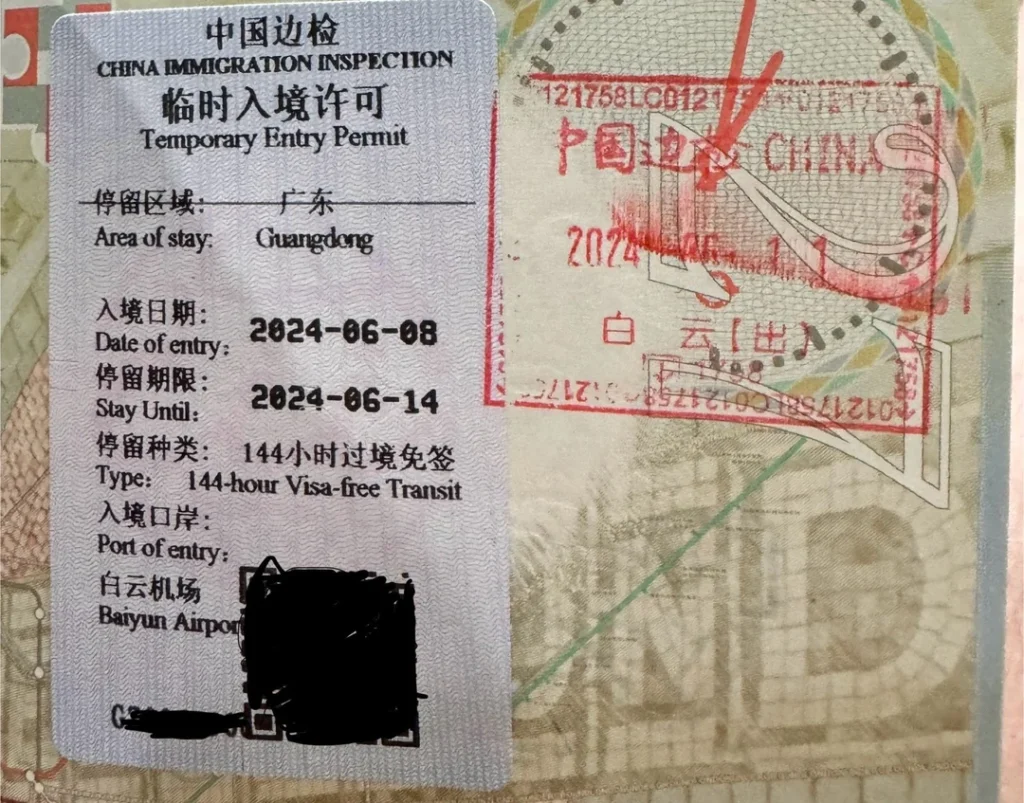 中国边检
CHINA IMMIGRATION INSPECTION
临时入境许可
Temporary Entry Permit
停留区域: 广东
Area of stay: Guangdong
入境日期:
Date of entry: 2024-06-08
停留期限:
Stay Until: 2024-06-14
停留种类: 144小时过境免签
Type: 144-hour Visa-free Transit
入境口岸:
Port of entry:
白云机场
Baiyun Airport
中国边检 CHINA
2024 06 11
白云【出】